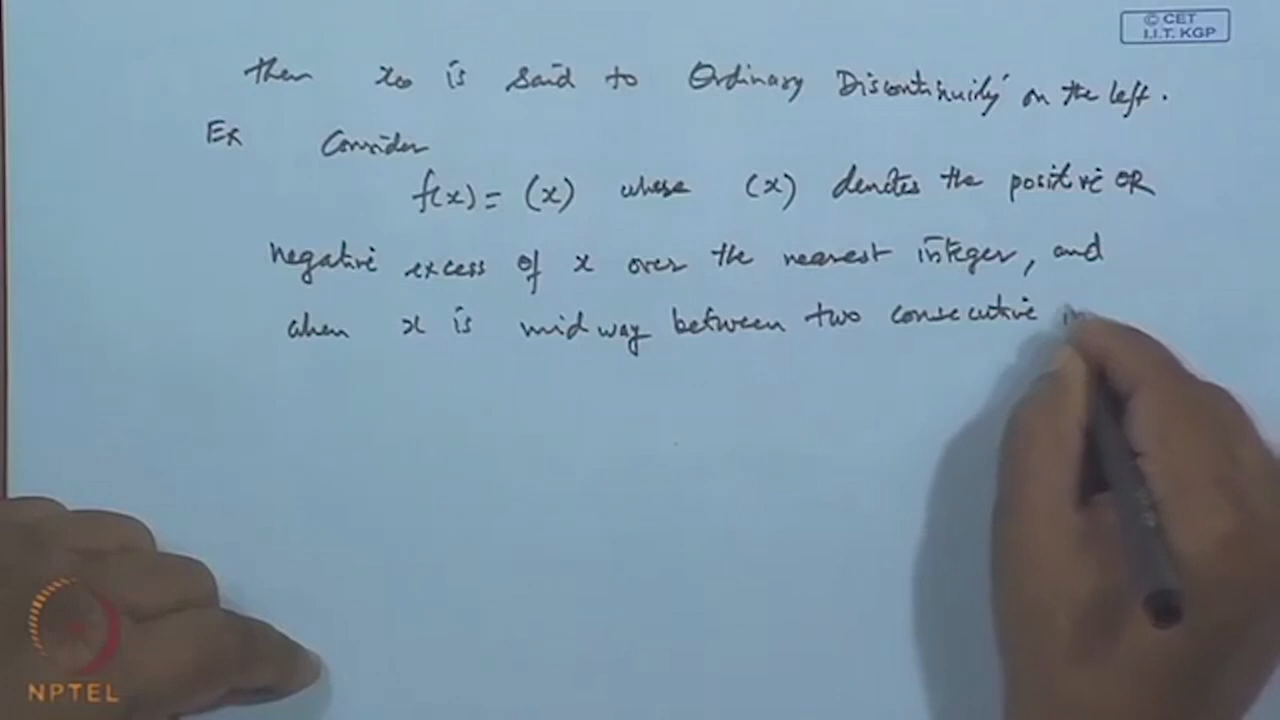 © CET
I.I.T. KGP
then x₀ is said to Ordinary Discontinuity on the left.
Ex Consider
f(x) = (x) where (x) denotes the positive OR
negative excess of x over the nearest integer, and
when x is midway between two consecutive
NPTEL